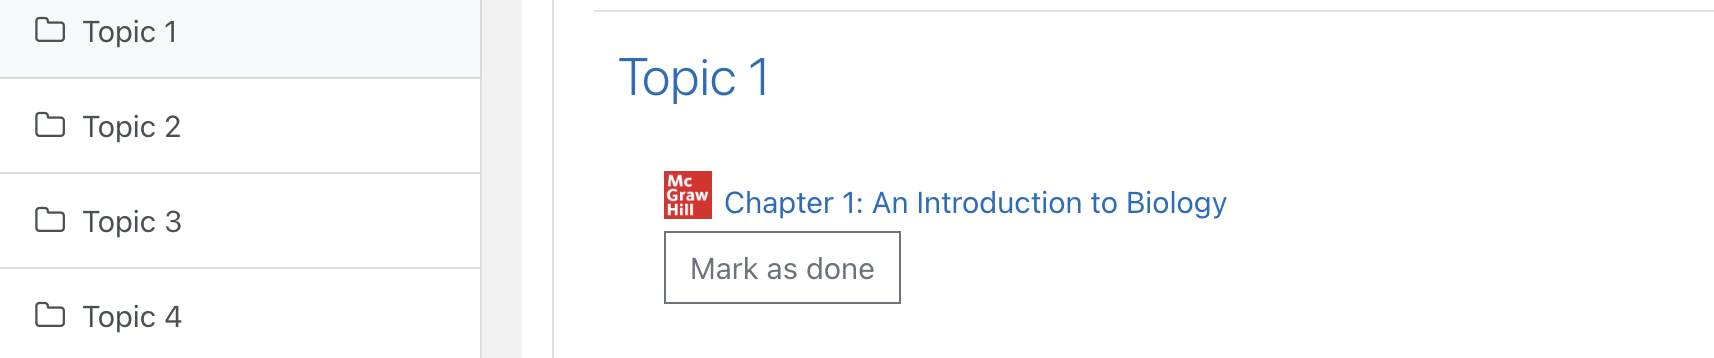 Topic 1
Topic 2
Topic 3
Topic 4
Topic 1
Mc
Graw
Hill
Chapter 1: An Introduction to Biology
Mark as done